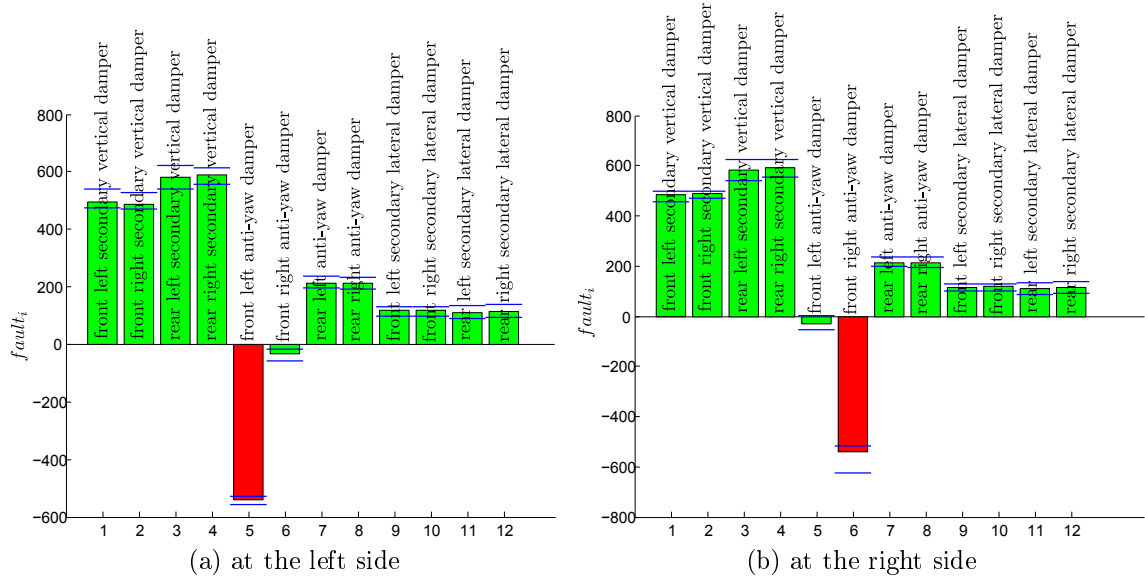 800
600
400
200
0
−200
−400
−600
fault_i
front left secondary vertical damper
front right secondary vertical damper
rear left secondary vertical damper
rear right secondary vertical damper
front left anti-yaw damper
front right anti-yaw damper
rear left anti-yaw damper
rear right anti-yaw damper
front left secondary lateral damper
front right secondary lateral damper
rear left secondary lateral damper
rear right secondary lateral damper
1 2 3 4 5 6 7 8 9 10 11 12
(a) at the left side
800
600
400
200
0
−200
−400
−600
−800
fault_i
front left secondary vertical damper
front right secondary vertical damper
rear left secondary vertical damper
rear right secondary vertical damper
front left anti-yaw damper
front right anti-yaw damper
rear left anti-yaw damper
rear right anti-yaw damper
front left secondary lateral damper
front right secondary lateral damper
rear left secondary lateral damper
rear right secondary lateral damper
1 2 3 4 5 6 7 8 9 10 11 12
(b) at the right side